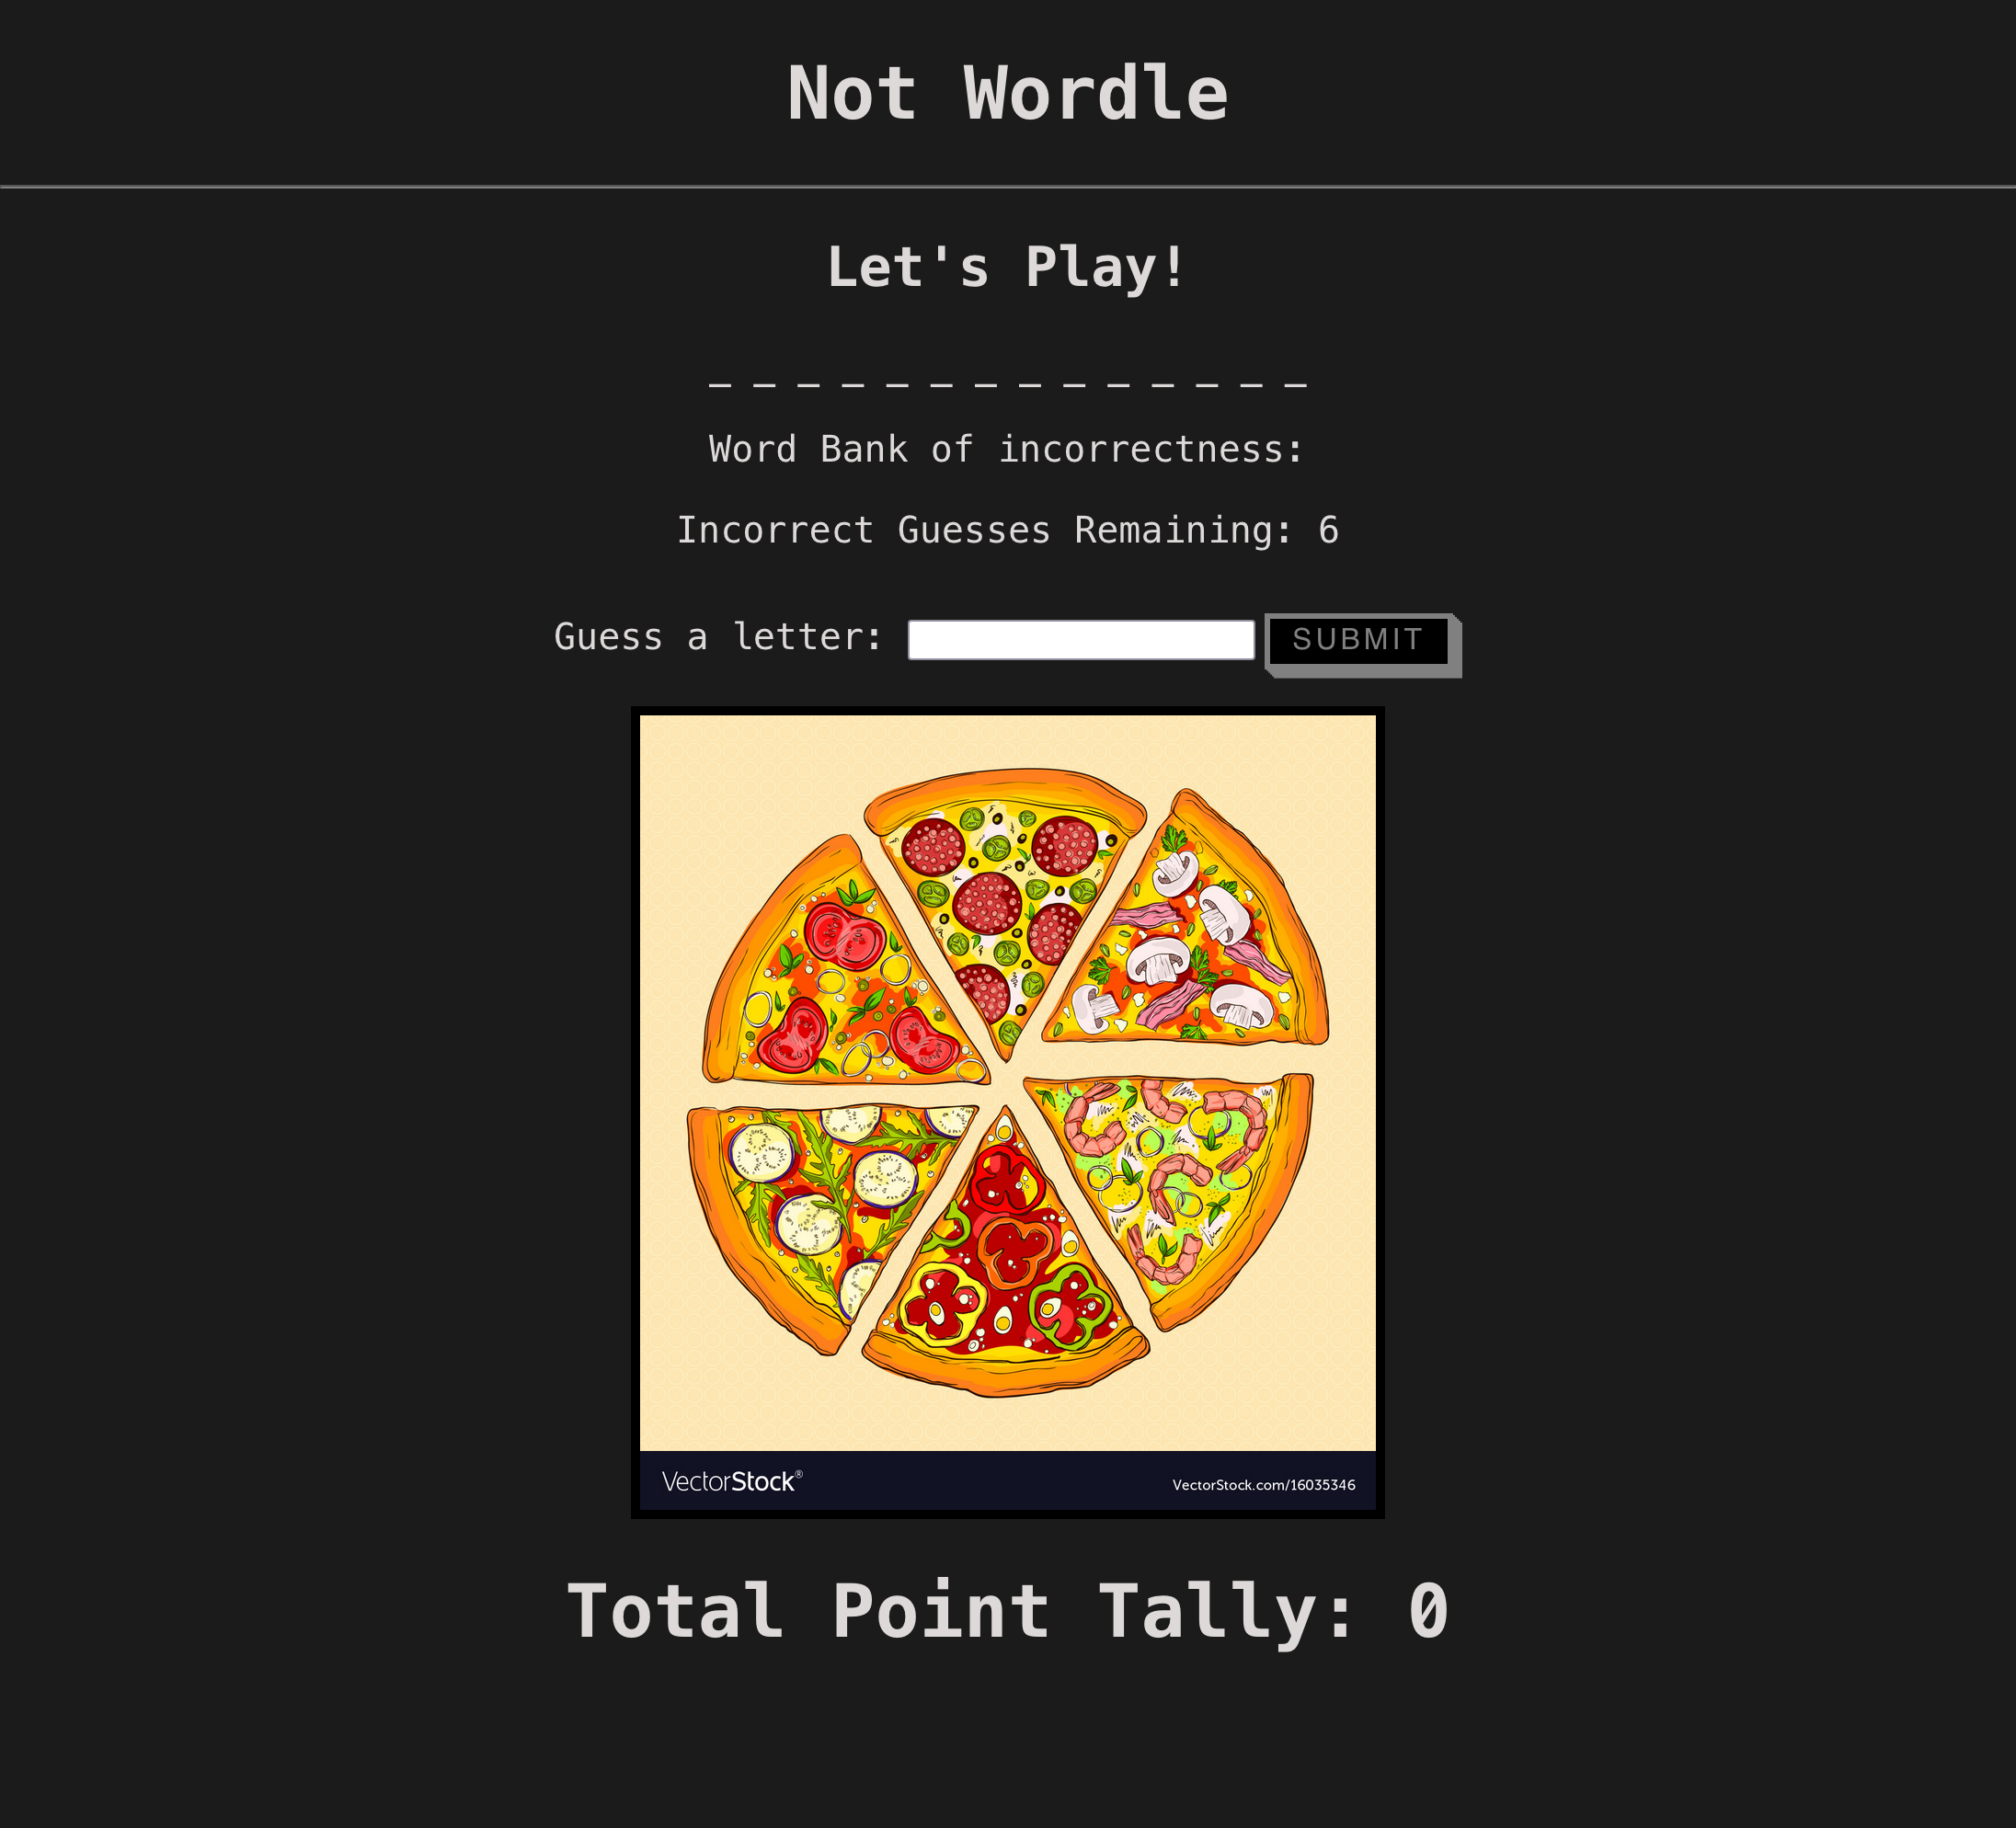 Not Wordle
Let's Play!
_ _ _ _ _ _ _ _ _ _ _ _ _ _
Word Bank of incorrectness:
Incorrect Guesses Remaining: 6
Guess a letter: SUBMIT
VectorStock® VectorStock.com/16035346
Total Point Tally: 0